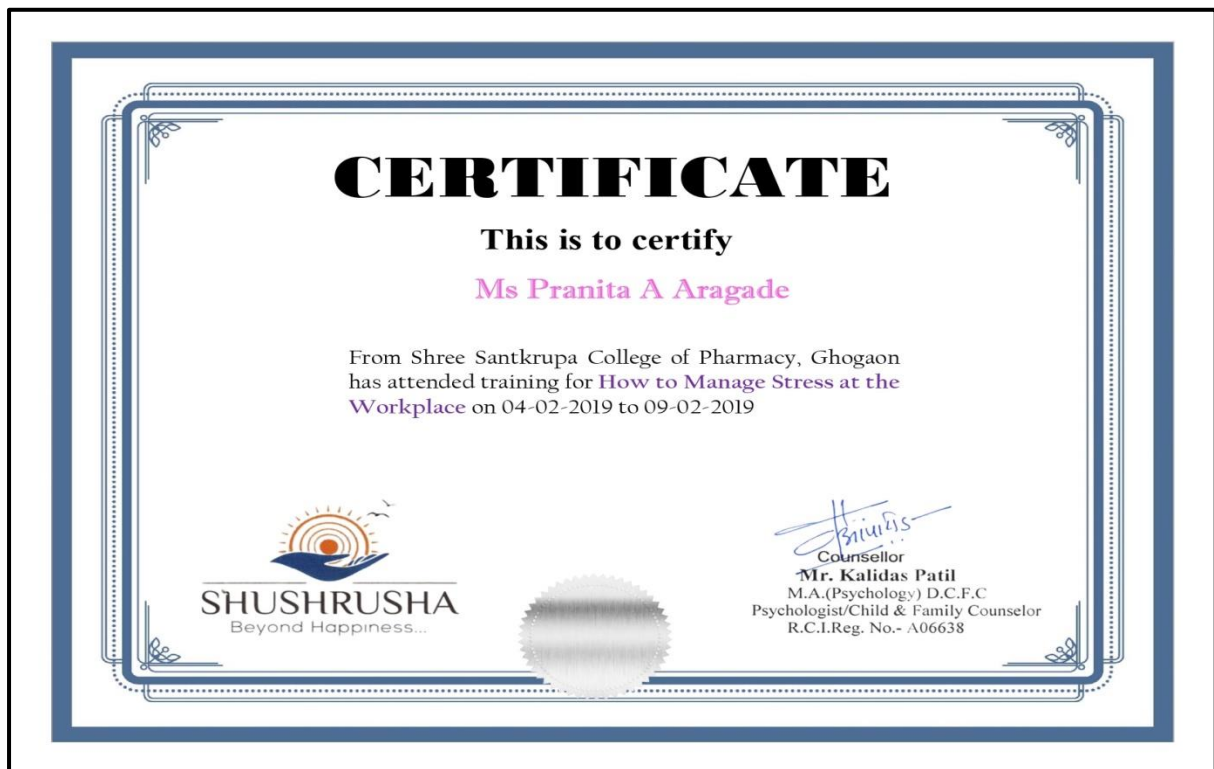 CERTIFICATE
This is to certify
Ms Pranita A Aragade
From Shree Santkrupa College of Pharmacy, Ghogaon
has attended training for How to Manage Stress at the
Workplace on 04-02-2019 to 09-02-2019
SHUSHRUSHA
Beyond Happiness...
Counsellor
Mr. Kalidas Patil
M.A.(Psychology) D.C.F.C
Psychologist/Child & Family Counselor
R.C.I.Reg. No.- A06638